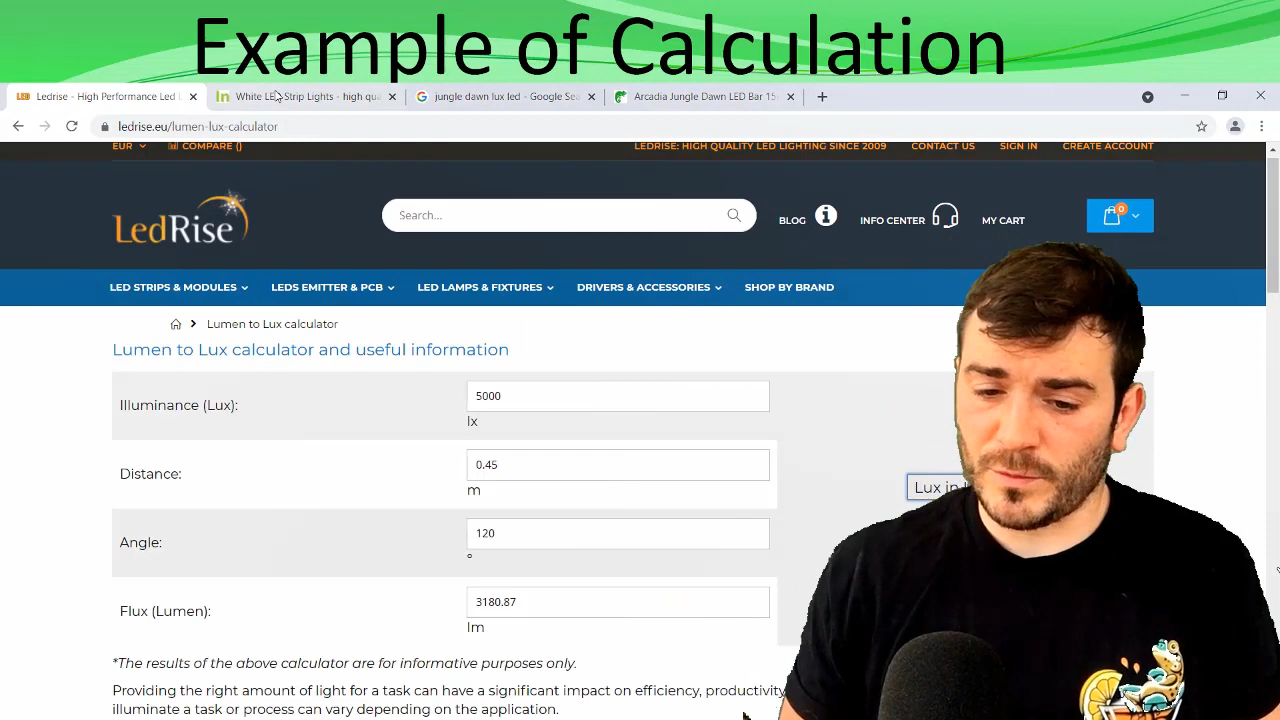 Example of Calculation
Ledrise - High Performance Led
White LED Strip Lights - high qua
jungle dawn lux led - Google Sea
Arcadia Jungle Dawn LED Bar 15
ledrise.eu/lumen-lux-calculator
EUR
COMPARE ()
LEDRISE: HIGH QUALITY LED LIGHTING SINCE 2009
CONTACT US
SIGN IN
CREATE ACCOUNT
LedRise
Search...
BLOG
INFO CENTER
MY CART
0
LED STRIPS & MODULES
LEDS EMITTER & PCB
LED LAMPS & FIXTURES
DRIVERS & ACCESSORIES
SHOP BY BRAND
Lumen to Lux calculator
Lumen to Lux calculator and useful information
Illuminance (Lux):
5000
lx
Distance:
0.45
m
Lux in
Angle:
120
°
Flux (Lumen):
3180.87
lm
*The results of the above calculator are for informative purposes only.
Providing the right amount of light for a task can have a significant impact on efficiency, productivity
illuminate a task or process can vary depending on the application.